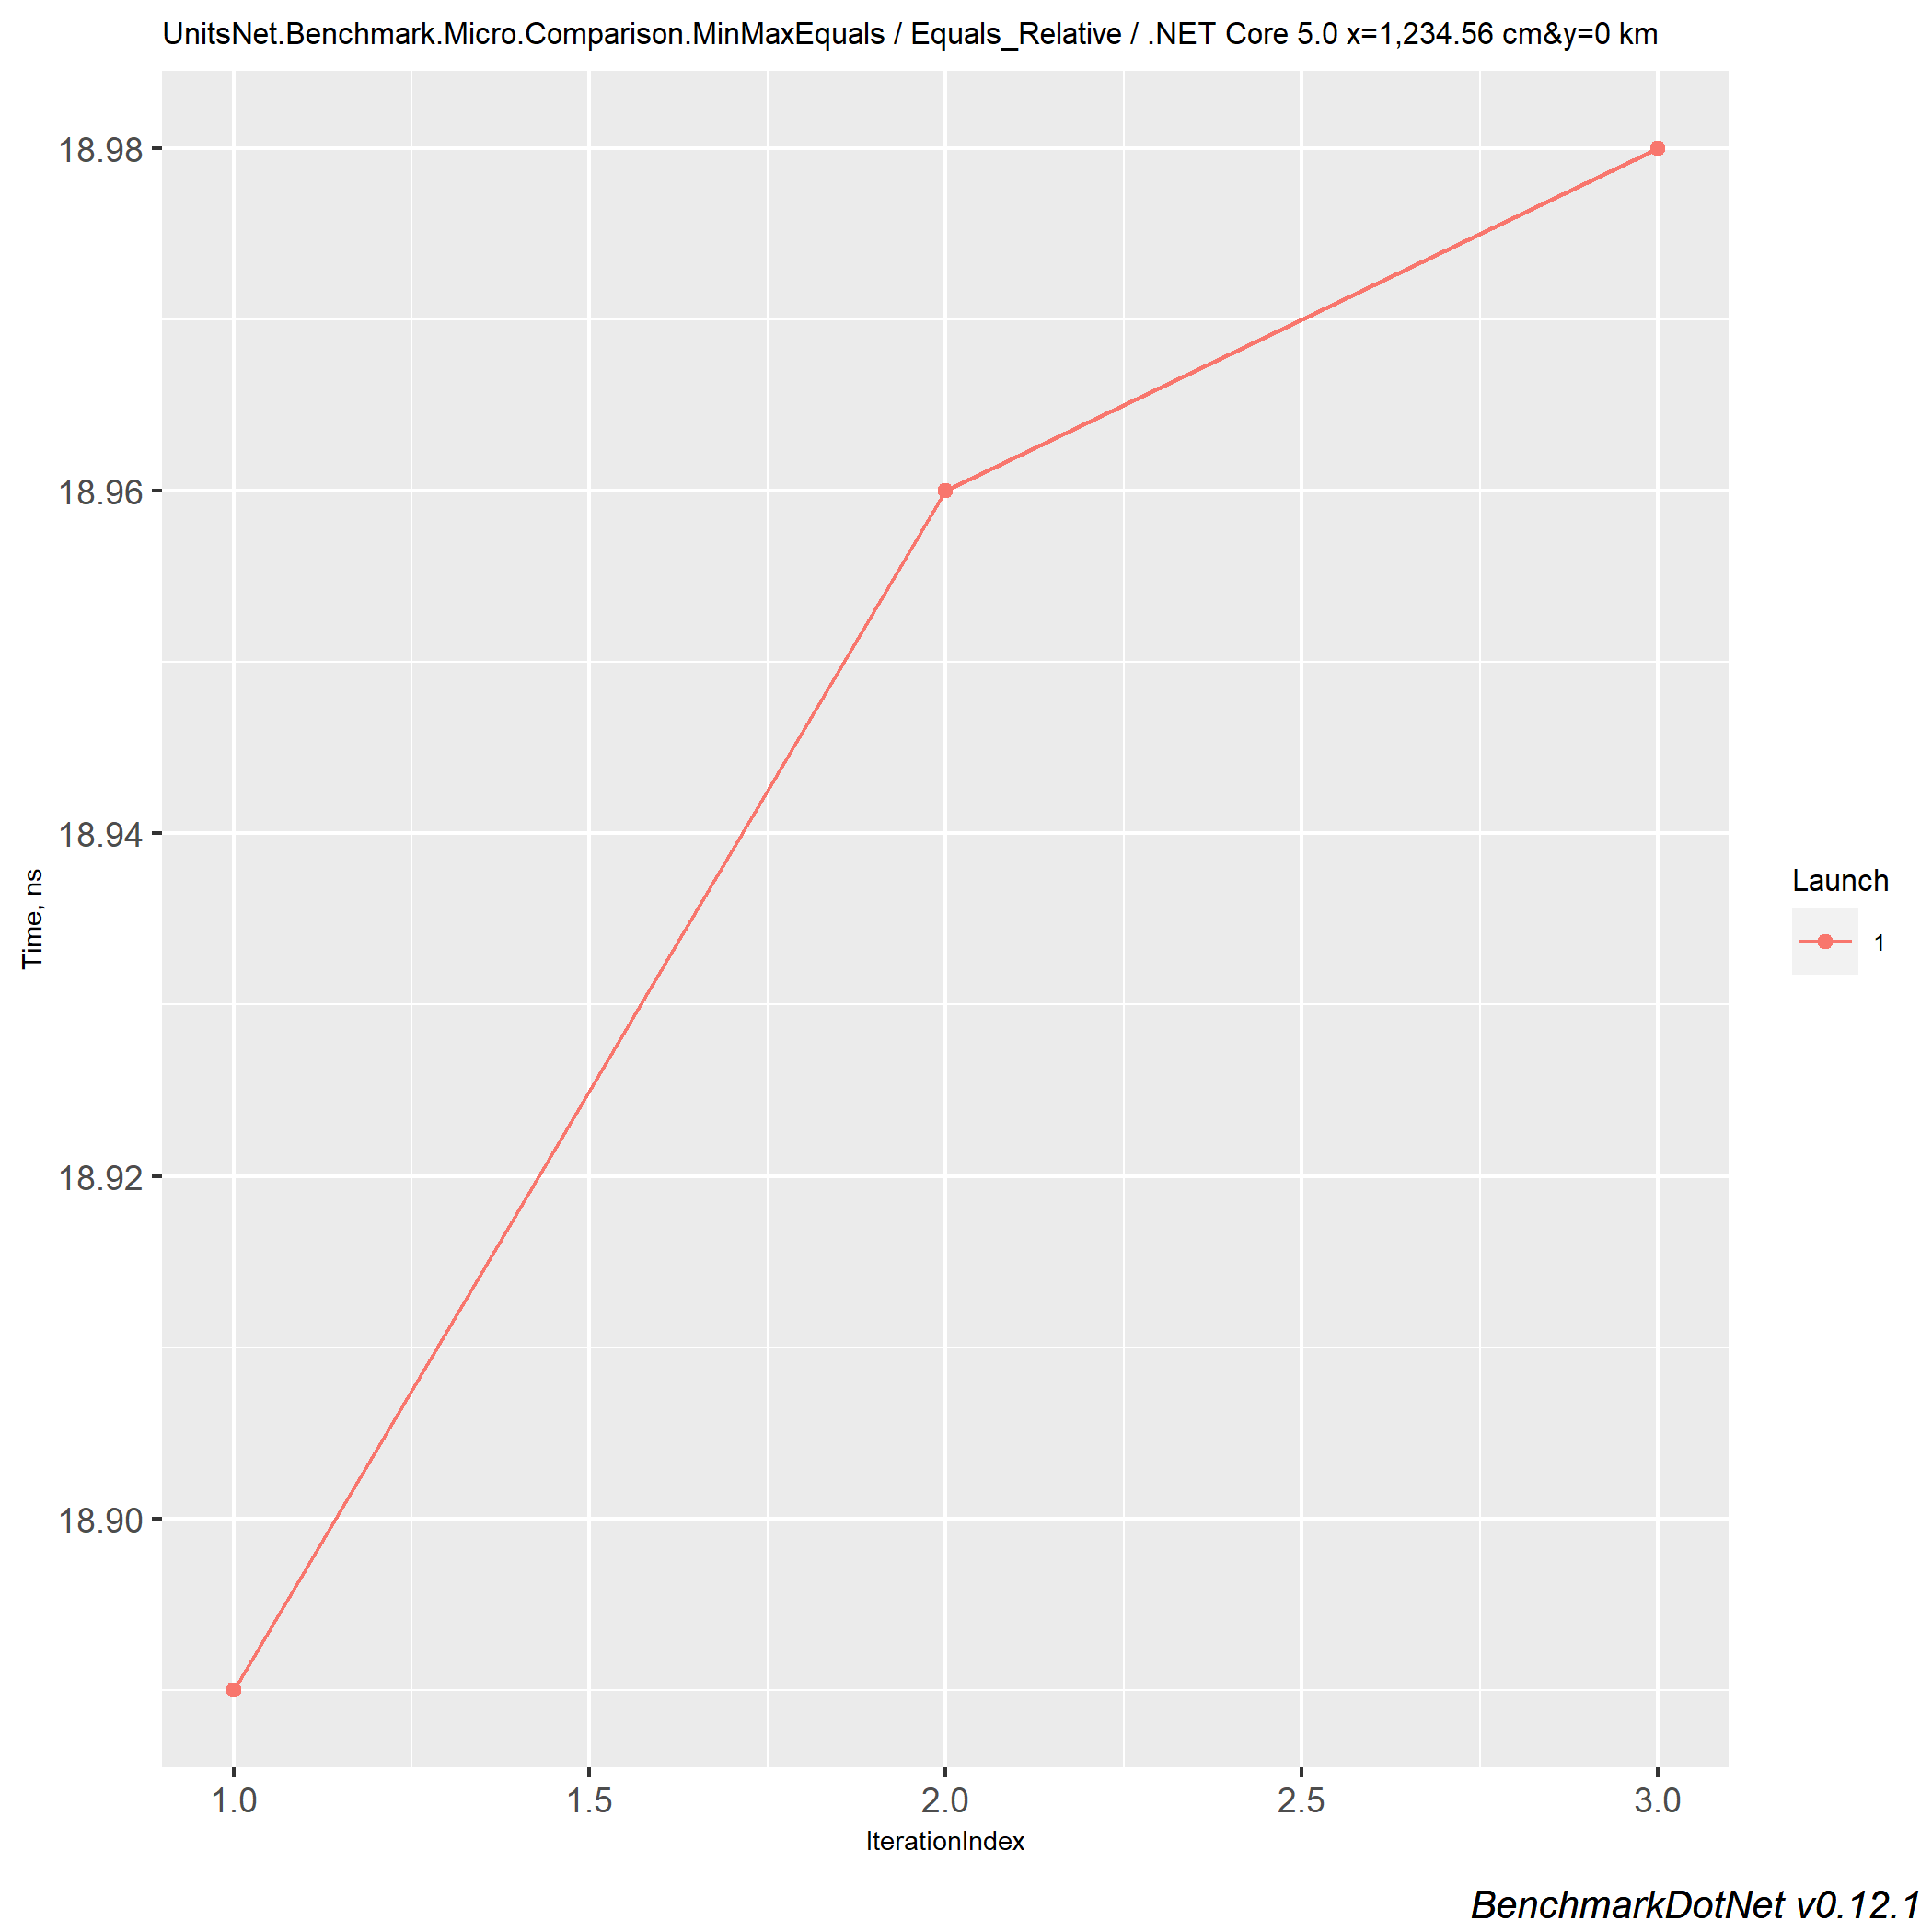 UnitsNet.Benchmark.Micro.Comparison.MinMaxEquals / Equals_Relative / .NET Core 5.0 x=1,234.56 cm&y=0 km
18.98
18.96
18.94
18.92
18.90
Time, ns
1.0 1.5 2.0 2.5 3.0
IterationIndex
Launch
1
BenchmarkDotNet v0.12.1